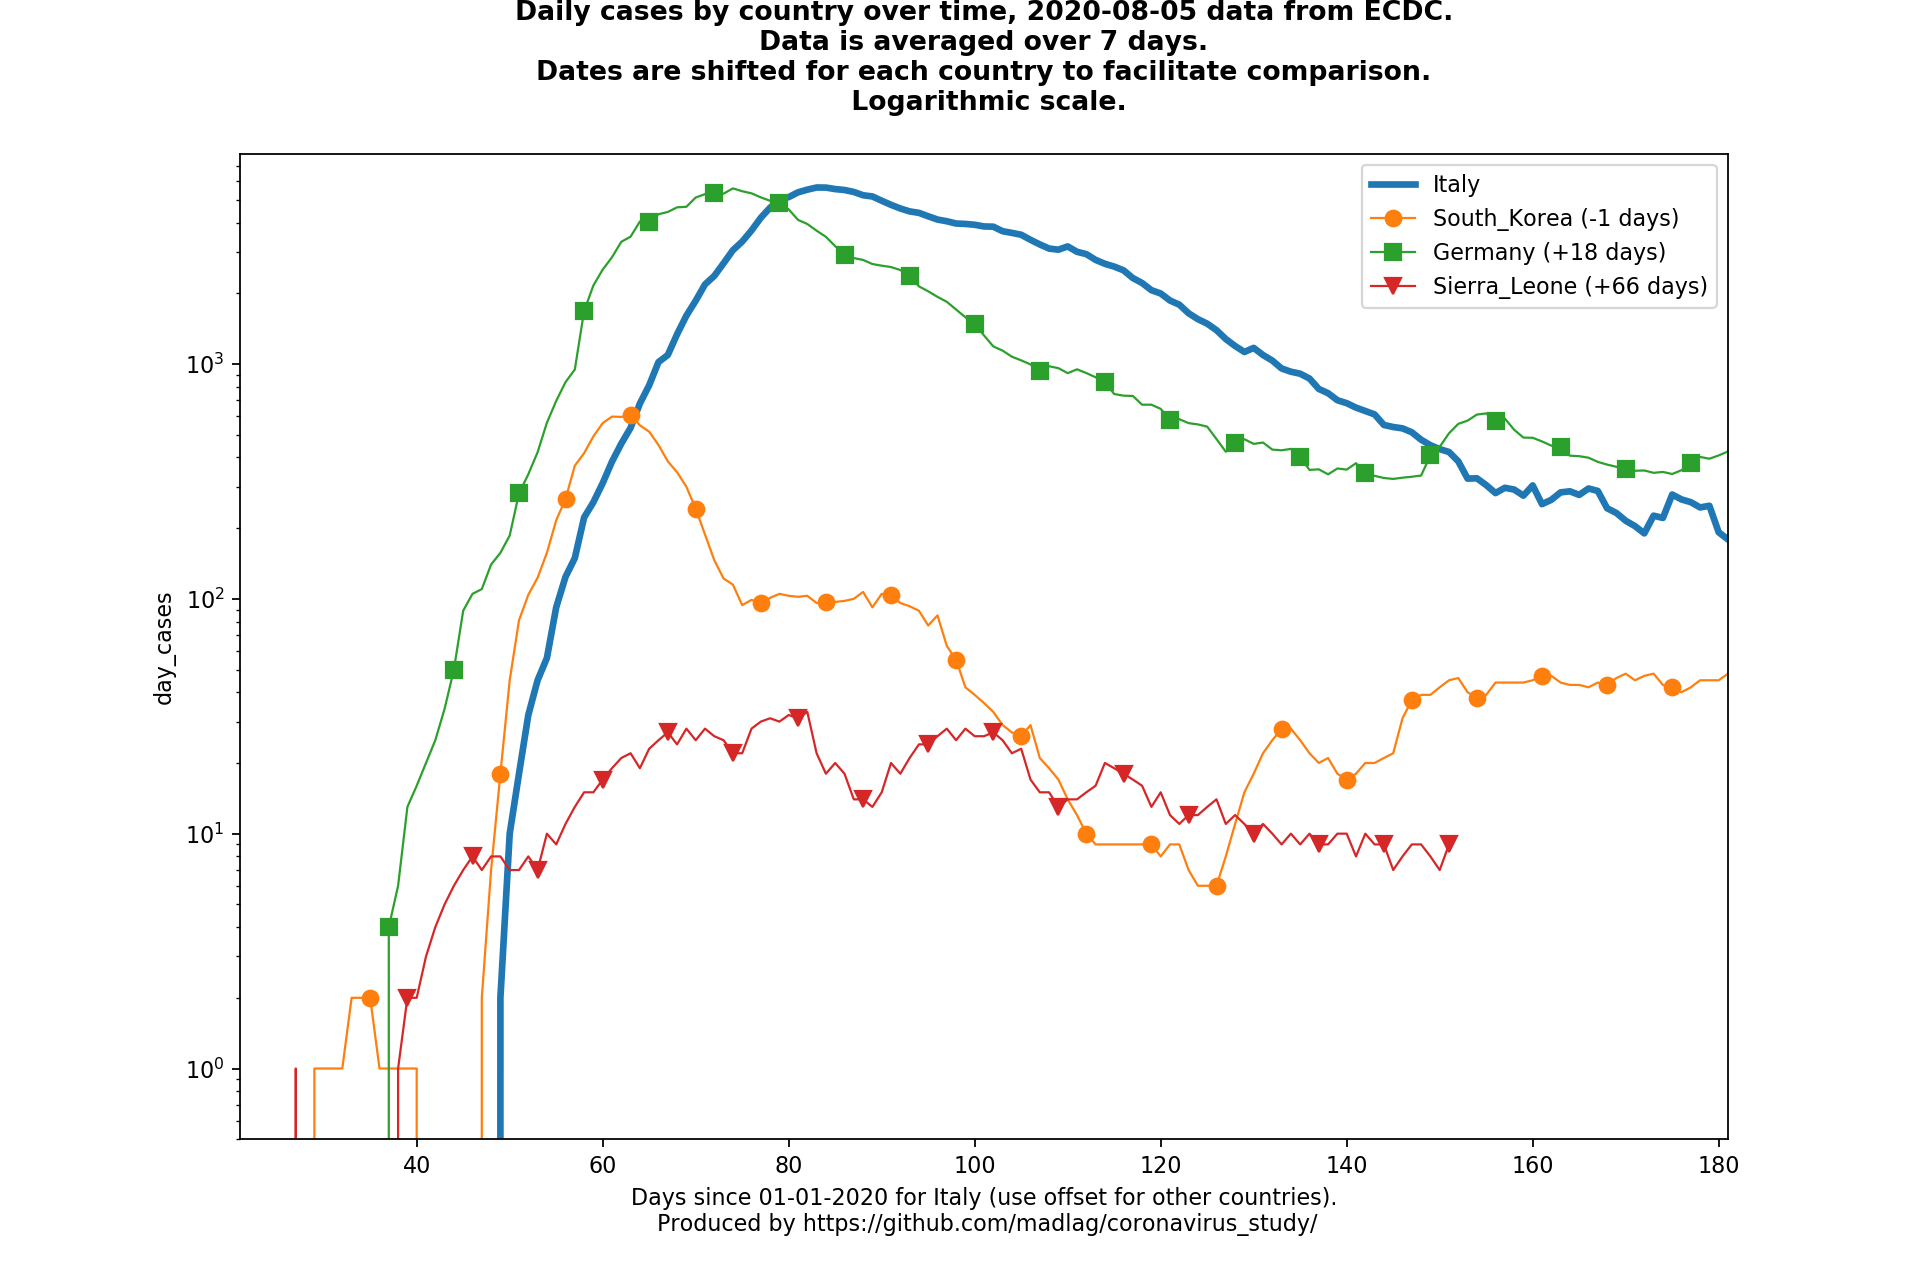 Daily cases by country over time, 2020-08-05 data from ECDC.
Data is averaged over 7 days.
Dates are shifted for each country to facilitate comparison.
Logarithmic scale.
Italy
South_Korea (-1 days)
Germany (+18 days)
Sierra_Leone (+66 days)
day_cases
10³
10²
10¹
10⁰
40 60 80 100 120 140 160 180
Days since 01-01-2020 for Italy (use offset for other countries).
Produced by https://github.com/madlag/coronavirus_study/